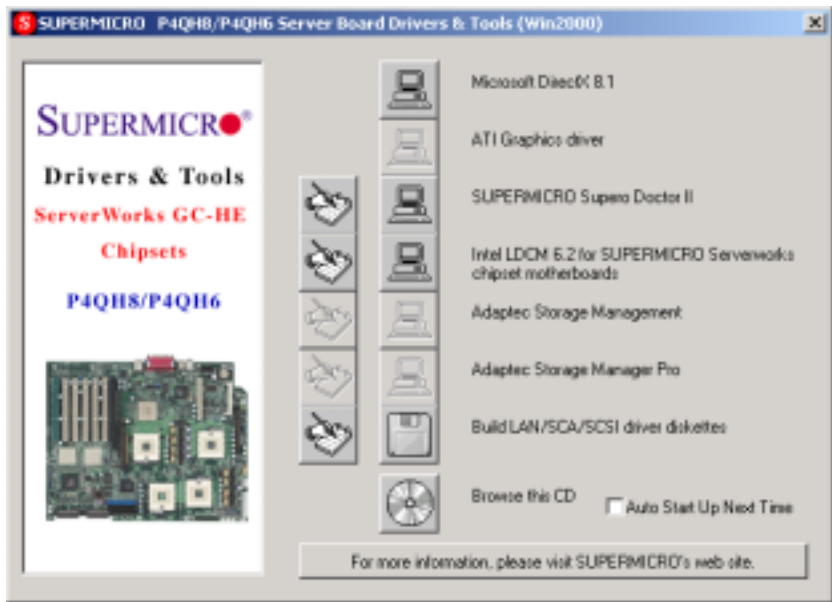 SUPERMICRO P4QH8/P4QH6 Server Board Drivers & Tools (Win2000)
SUPERMICRO®
Drivers & Tools
ServerWorks GC-HE
Chipsets
P4QH8/P4QH6
Microsoft DirectX 8.1
ATI Graphics driver
SUPERMICRO Supero Doctor II
Intel LDCM 6.2 for SUPERMICRO Serverworks
chipset motherboards
Adaptec Storage Management
Adaptec Storage Manager Pro
Build LAN/SCA/SCSI driver diskettes
Browse this CD
Auto Start Up Next Time
For more information, please visit SUPERMICRO's web site.